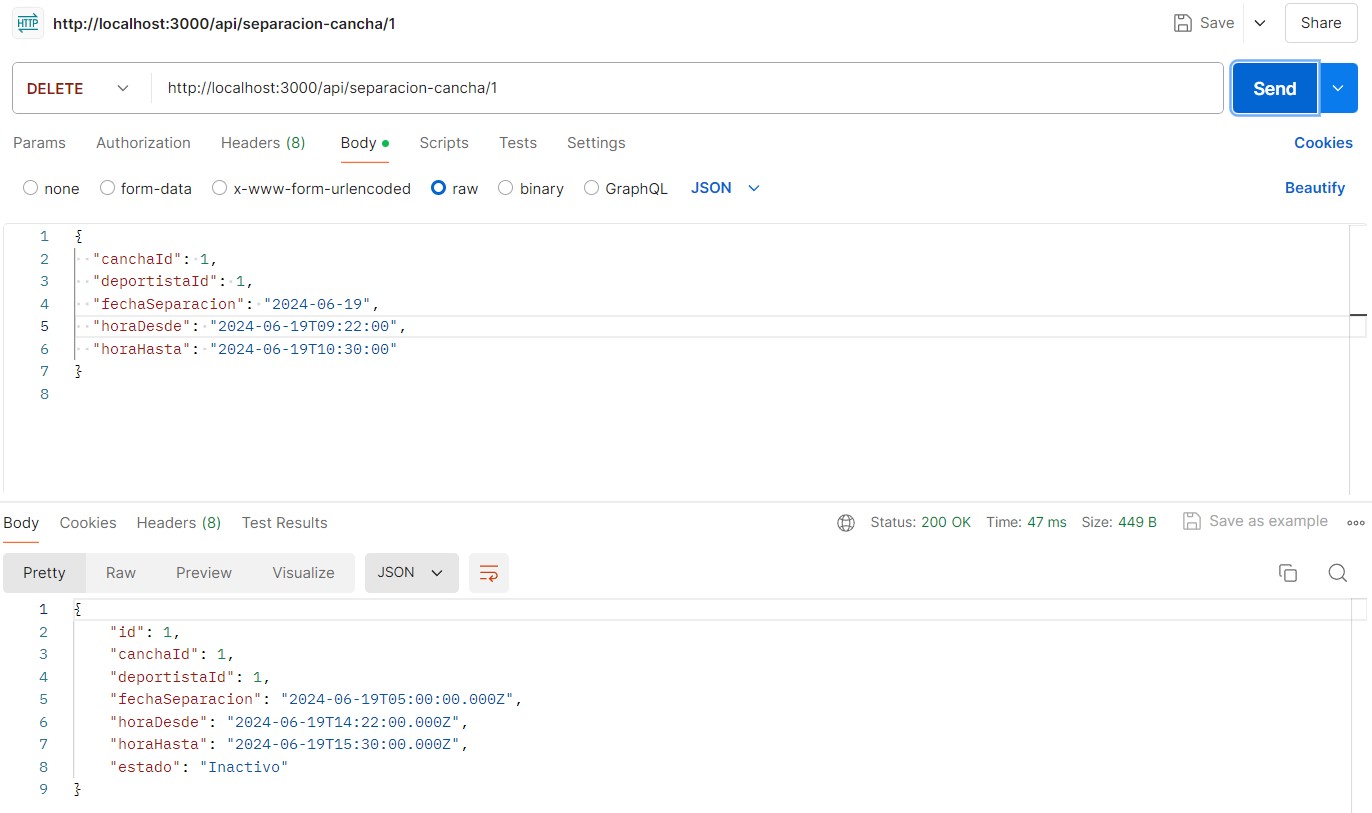 HTTP http://localhost:3000/api/separacion-cancha/1 Save Share
DELETE http://localhost:3000/api/separacion-cancha/1 Send
Params Authorization Headers (8) Body Scripts Tests Settings Cookies
none form-data x-www-form-urlencoded raw binary GraphQL JSON Beautify
1 {
2 "canchaId": 1,
3 "deportistaId": 1,
4 "fechaSeparacion": "2024-06-19",
5 "horaDesde": "2024-06-19T09:22:00",
6 "horaHasta": "2024-06-19T10:30:00"
7 }
8
Body Cookies Headers (8) Test Results Status: 200 OK Time: 47 ms Size: 449 B Save as example
Pretty Raw Preview Visualize JSON
1 {
2 "id": 1,
3 "canchaId": 1,
4 "deportistaId": 1,
5 "fechaSeparacion": "2024-06-19T05:00:00.000Z",
6 "horaDesde": "2024-06-19T14:22:00.000Z",
7 "horaHasta": "2024-06-19T15:30:00.000Z",
8 "estado": "Inactivo"
9 }